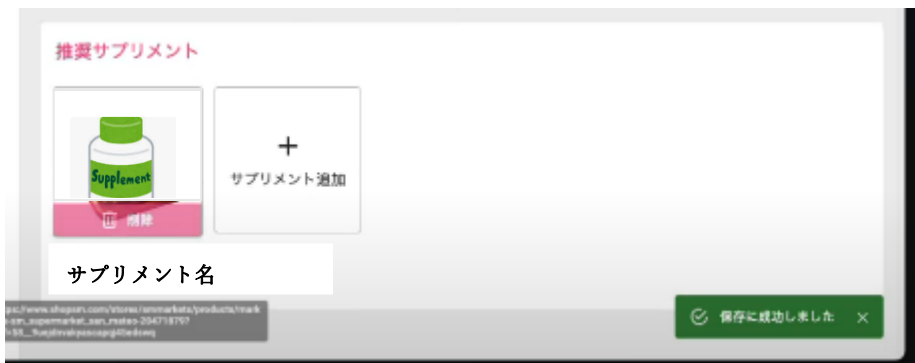 推奨サプリメント
Supplement
サプリメント追加
削除
サプリメント名
保存に成功しました